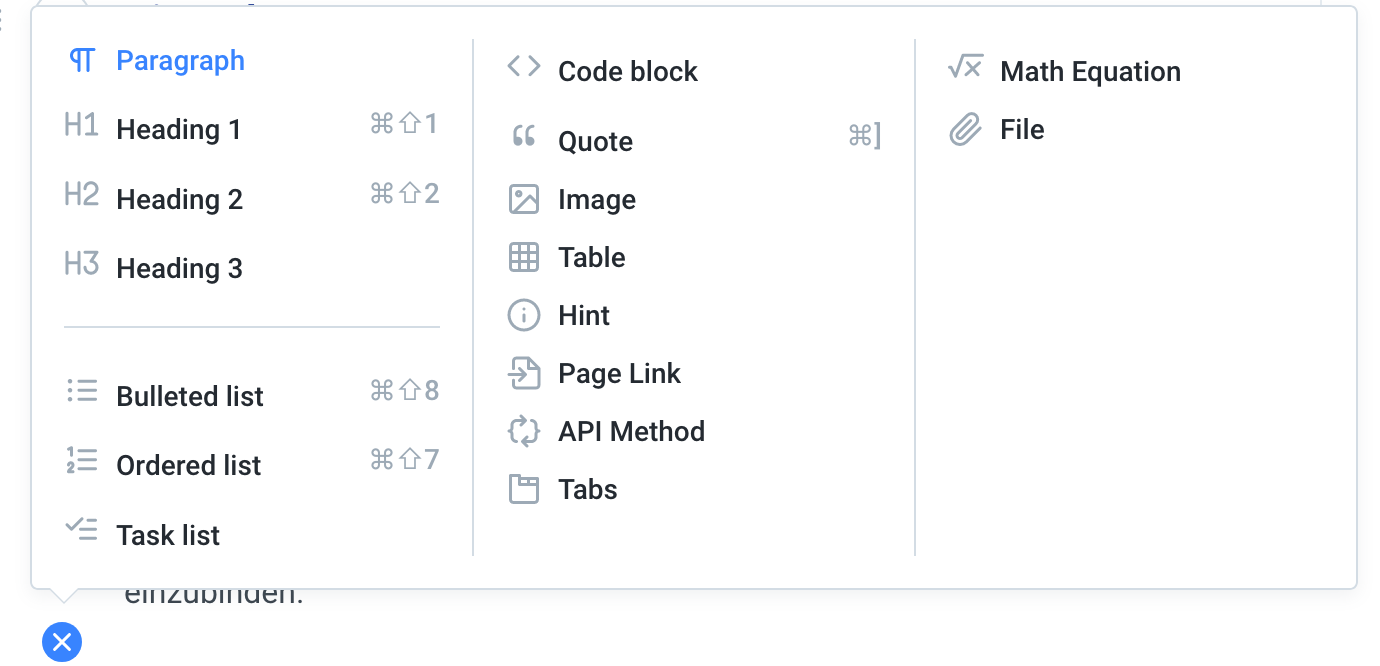 Paragraph
H1 Heading 1 ⌘⇧1
H2 Heading 2 ⌘⇧2
H3 Heading 3
Bulleted list ⌘⇧8
Ordered list ⌘⇧7
Task list
Code block
Quote ⌘]
Image
Table
Hint
Page Link
API Method
Tabs
Math Equation
File
einzubinden.